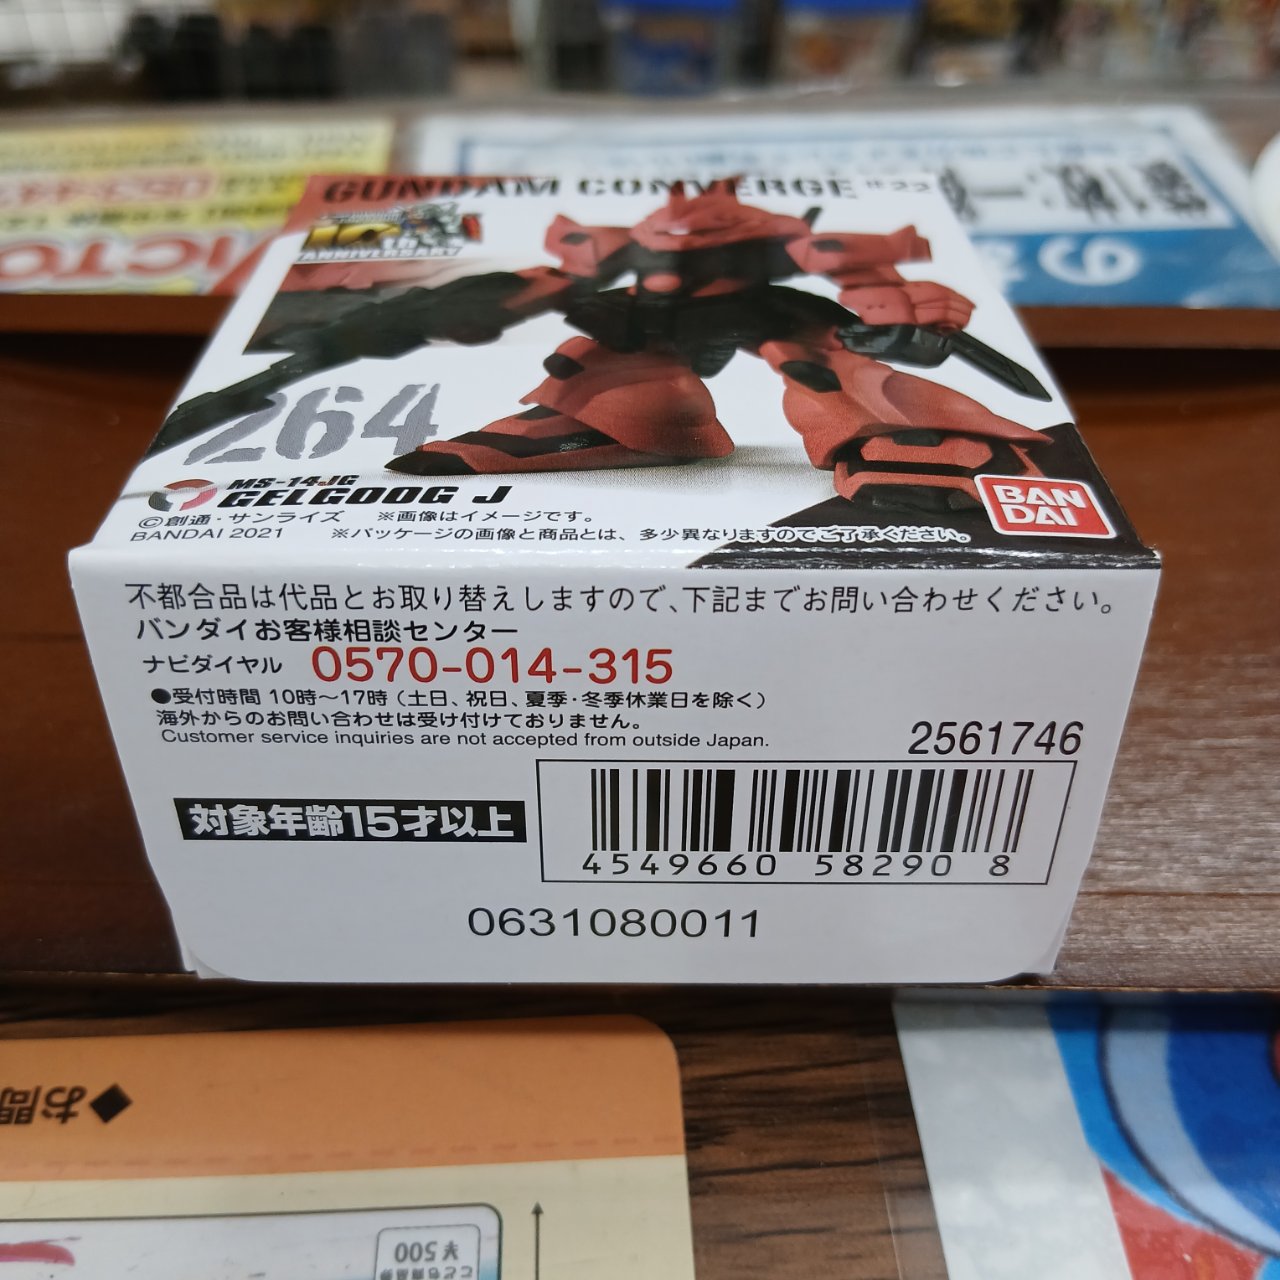 GUNDAM CONVERGE #22
10th
ANNIVERSARY
264
MS-14JG
GELGOOG J
©創通・サンライズ ※画像はイメージです。
BANDAI 2021 ※パッケージの画像と商品とは、多少異なりますのでご了承ください。
BAN
DAI
不都合品は代品とお取り替えしますので、下記までお問い合わせください。
バンダイお客様相談センター
ナビダイヤル 0570-014-315
●受付時間 10時～17時（土日、祝日、夏季・冬季休業日を除く）
海外からのお問い合わせは受け付けておりません。
Customer service inquiries are not accepted from outside Japan.
2561746
対象年齢15才以上
4549660 58290 8
0631080011
◆お問
￥500